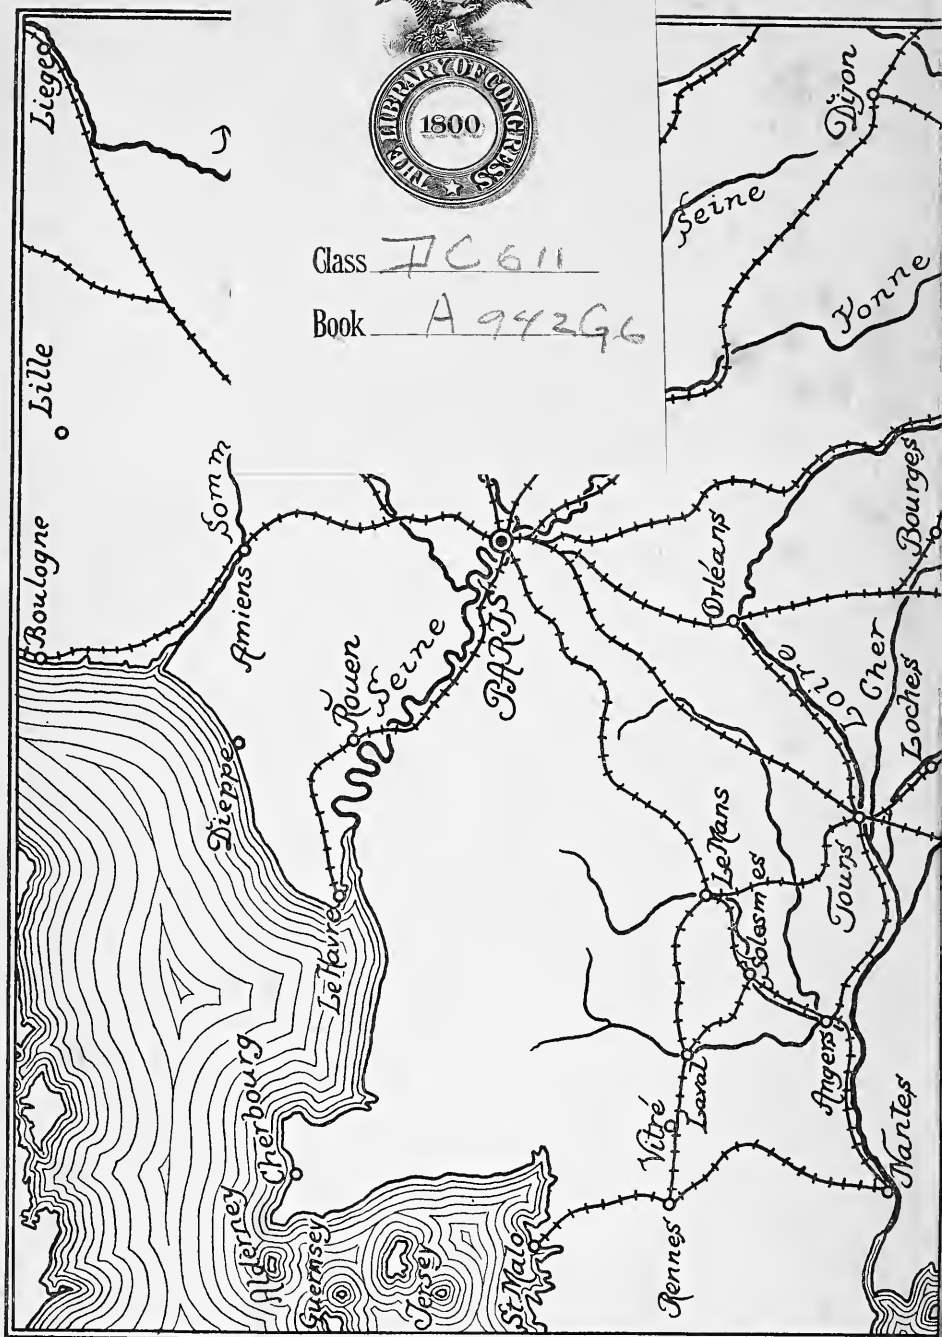 THE LIBRARY OF CONGRESS
1800
Class DC611
Book A942G6
Liege
Lille
Boulogne
Somm
Amiens
Dieppe
Rouen
Seine
PARIS
Le Havre
Cherbourg
Alderney
Guernsey
Jersey
St. Malo
Rennes
Vitré
Laval
Le Mans
Solesmes
Angers
Nantes
Tours
Loire
Cher
Loches
Orléans
Bourges
Yonne
Seine
Dijon